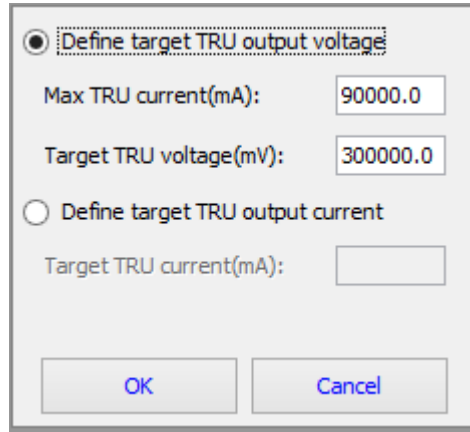 Define target TRU output voltage
Max TRU current(mA): 90000.0
Target TRU voltage(mV): 300000.0
Define target TRU output current
Target TRU current(mA):
OK Cancel